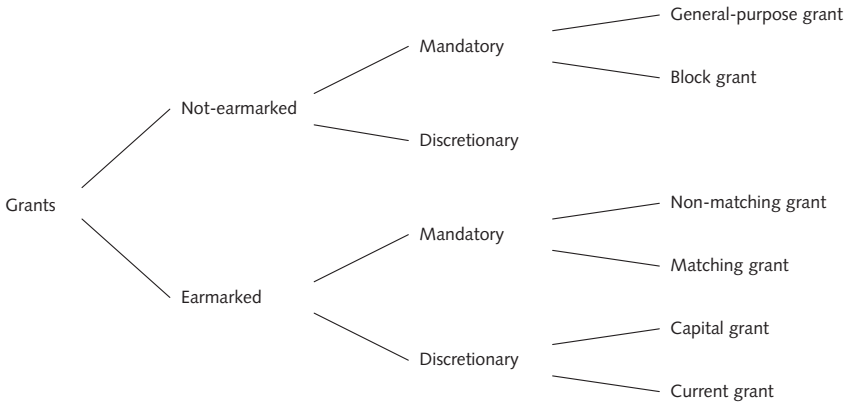 General-purpose grant
Mandatory
Block grant
Not-earmarked
Discretionary
Grants
Non-matching grant
Mandatory
Matching grant
Earmarked
Capital grant
Discretionary
Current grant